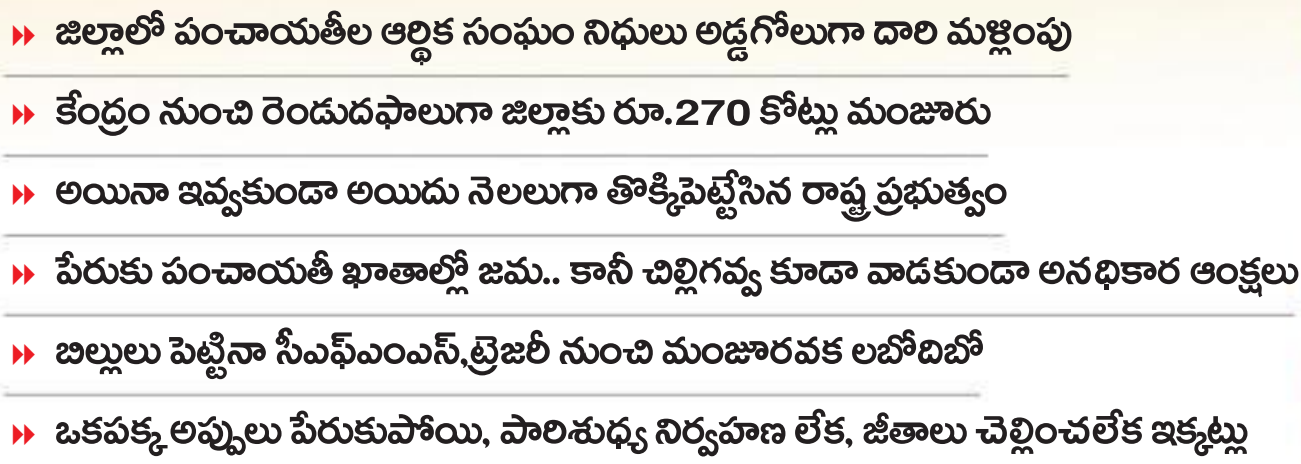 జిల్లాలో పంచాయతీల ఆర్థిక సంఘం నిధులు అడ్డగోలుగా దారి మళ్లింపు
కేంద్రం నుంచి రెండుదఫాలుగా జిల్లాకు రూ.270 కోట్లు మంజూరు
అయినా ఇవ్వకుండా అయిదు నెలలుగా తొక్కిపెట్టేసిన రాష్ట్ర ప్రభుత్వం
పేరుకు పంచాయతీ ఖాతాల్లో జమ.. కానీ చిల్లిగవ్వ కూడా వాడకుండా అనధికార ఆంక్షలు
బిల్లులు పెట్టినా సీఎఫ్ఎంఎస్,ట్రెజరీ నుంచి మంజూరవక లబోదిబో
ఒకపక్క అప్పులు పేరుకుపోయి, పారిశుధ్య నిర్వహణ లేక, జీతాలు చెల్లించలేక ఇక్కట్లు